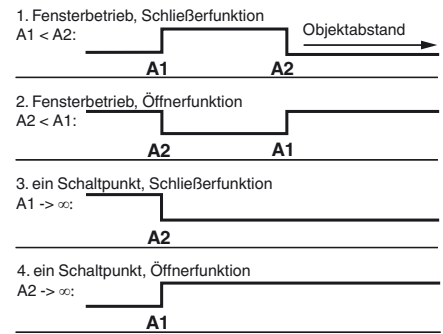 1. Fensterbetrieb, Schließerfunktion
A1 < A2:
Objektabstand
A1 A2
2. Fensterbetrieb, Öffnerfunktion
A2 < A1:
A2 A1
3. ein Schaltpunkt, Schließerfunktion
A1 -> ∞:
A2
4. ein Schaltpunkt, Öffnerfunktion
A2 -> ∞:
A1